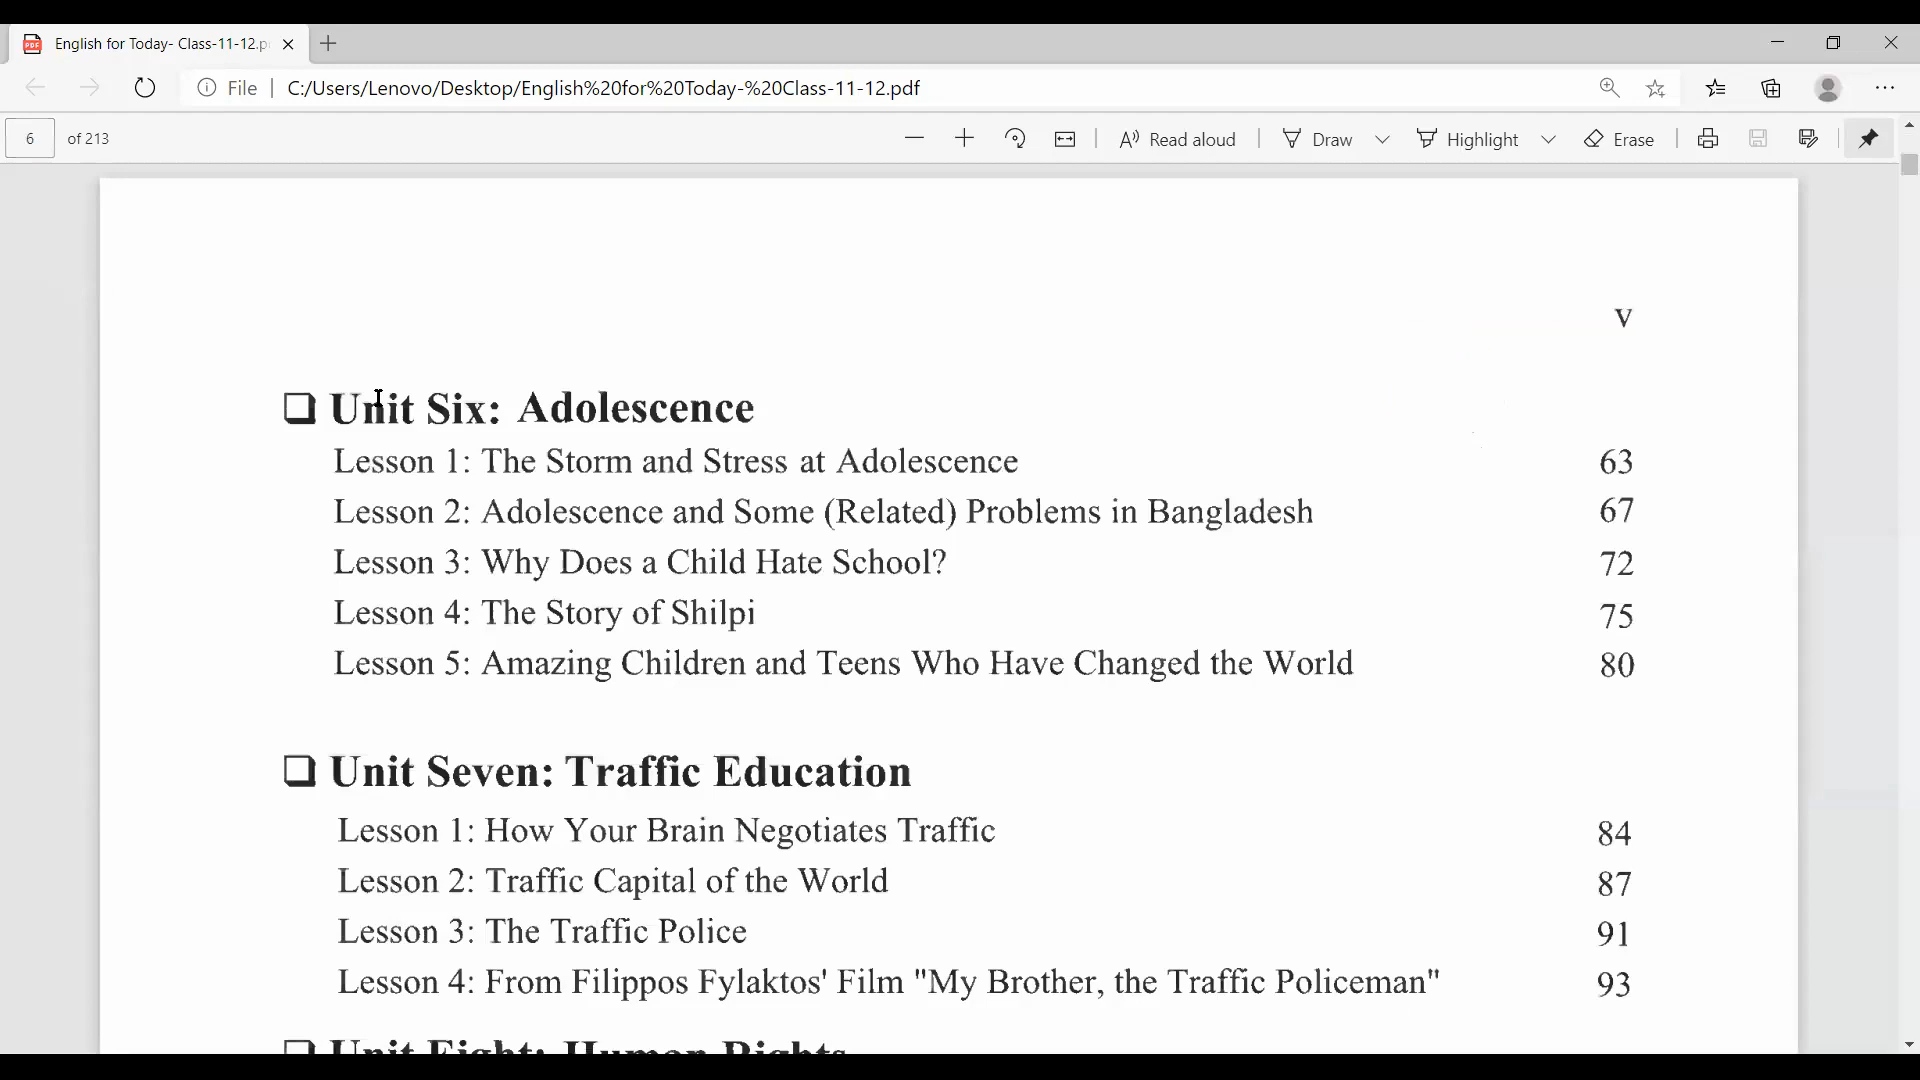 English for Today- Class-11-12.p
File
C:/Users/Lenovo/Desktop/English%20for%20Today-%20Class-11-12.pdf
6 of 213
Read aloud
Draw
Highlight
Erase
v
Unit Six: Adolescence
Lesson 1: The Storm and Stress at Adolescence 63
Lesson 2: Adolescence and Some (Related) Problems in Bangladesh 67
Lesson 3: Why Does a Child Hate School? 72
Lesson 4: The Story of Shilpi 75
Lesson 5: Amazing Children and Teens Who Have Changed the World 80
Unit Seven: Traffic Education
Lesson 1: How Your Brain Negotiates Traffic 84
Lesson 2: Traffic Capital of the World 87
Lesson 3: The Traffic Police 91
Lesson 4: From Filippos Fylaktos' Film "My Brother, the Traffic Policeman" 93
Unit Eight: Human Rights